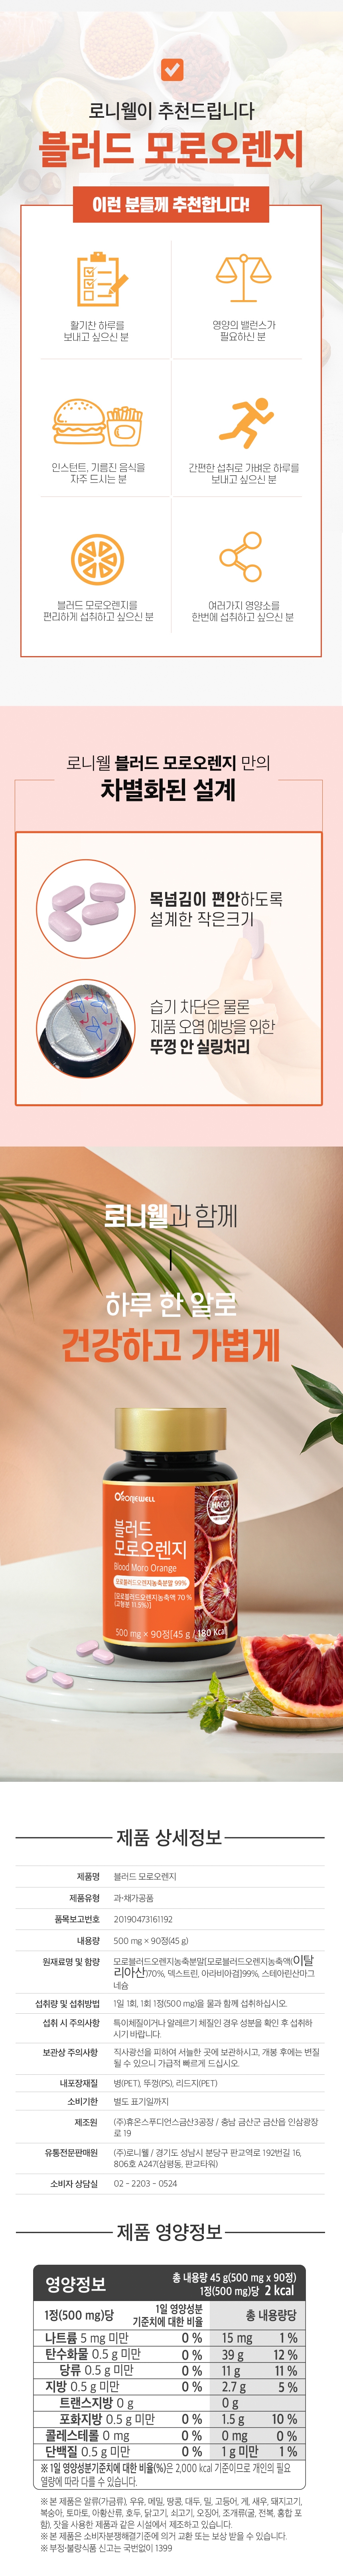 로니웰이 추천드립니다
블러드 모로오렌지
이런 분들께 추천합니다!
활기찬 하루를
보내고 싶으신 분
영양의 밸런스가
필요하신 분
인스턴트, 기름진 음식을
자주 드시는 분
간편한 섭취로 가벼운 하루를
보내고 싶으신 분
블러드 모로오렌지를
편리하게 섭취하고 싶으신 분
여러가지 영양소를
한번에 섭취하고 싶으신 분
로니웰 블러드 모로오렌지 만의
차별화된 설계
목넘김이 편안하도록
설계한 작은크기
습기 차단은 물론
제품 오염 예방을 위한
뚜껑 안 실링처리
로니웰과 함께
하루 한 알로
건강하고 가볍게
RONEWELL
HACCP
블러드
모로오렌지
Blood Moro Orange
모로블러드오렌지농축분말 99%
[모로블러드오렌지농축액 70 %
(고형분 11.5%)]
500 mg × 90정[45 g / 180 Kcal]
제품 상세정보
제품명 블러드 모로오렌지
제품유형 과·채가공품
품목보고번호 20190473161192
내용량 500 mg × 90정(45 g)
원재료명 및 함량 모로블러드오렌지농축분말[모로블러드오렌지농축액(이탈
리아산)70%, 덱스트린, 아라비아검]99%, 스테아린산마그
네슘
섭취량 및 섭취방법 1일 1회, 1회 1정(500 mg)을 물과 함께 섭취하십시오.
섭취 시 주의사항 특이체질이거나 알레르기 체질인 경우 성분을 확인 후 섭취하
시기 바랍니다.
보관상 주의사항 직사광선을 피하여 서늘한 곳에 보관하시고, 개봉 후에는 변질
될 수 있으니 가급적 빠르게 드십시오.
내포장재질 병(PET), 뚜껑(PS), 리드지(PET)
소비기한 별도 표기일까지
제조원 (주)휴온스푸디언스금산3공장 / 충남 금산군 금산읍 인삼광장
로 19
유통전문판매원 (주)로니웰 / 경기도 성남시 분당구 판교역로 192번길 16,
806호 A247(삼평동, 판교타워)
소비자 상담실 02 - 2203 - 0524
제품 영양정보
영양정보 총 내용량 45 g(500 mg x 90정)
1정(500 mg)당 2 kcal
1정(500 mg)당 1일 영양성분 기준치에 대한 비율 총 내용량당
나트륨 5 mg 미만 0 % 15 mg 1 %
탄수화물 0.5 g 미만 0 % 39 g 12 %
당류 0.5 g 미만 0 % 11 g 11 %
지방 0.5 g 미만 0 % 2.7 g 5 %
트랜스지방 0 g 0 g
포화지방 0.5 g 미만 0 % 1.5 g 10 %
콜레스테롤 0 mg 0 % 0 mg 0 %
단백질 0.5 g 미만 0 % 1 g 미만 1 %
※ 1일 영양성분기준치에 대한 비율(%)은 2,000 kcal 기준이므로 개인의 필요
열량에 따라 다를 수 있습니다.
※ 본 제품은 알류(가금류), 우유, 메밀, 땅콩, 대두, 밀, 고등어, 게, 새우, 돼지고기,
복숭아, 토마토, 아황산류, 호두, 닭고기, 쇠고기, 오징어, 조개류(굴, 전복, 홍합 포
함), 잣을 사용한 제품과 같은 시설에서 제조하고 있습니다.
※ 본 제품은 소비자분쟁해결기준에 의거 교환 또는 보상 받을 수 있습니다.
※ 부정·불량식품 신고는 국번없이 1399